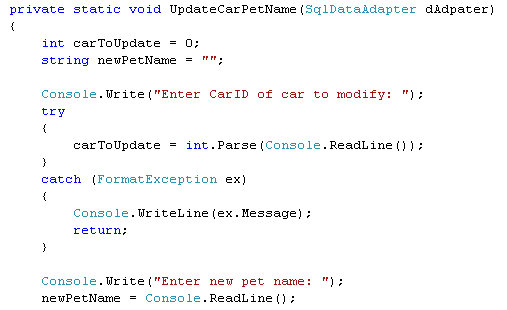 private static void UpdateCarPetName(SqlDataAdapter dAdpater)
{
    int carToUpdate = 0;
    string newPetName = "";

    Console.Write("Enter CarID of car to modify: ");
    try
    {
        carToUpdate = int.Parse(Console.ReadLine());
    }
    catch (FormatException ex)
    {
        Console.WriteLine(ex.Message);
        return;
    }

    Console.Write("Enter new pet name: ");
    newPetName = Console.ReadLine();